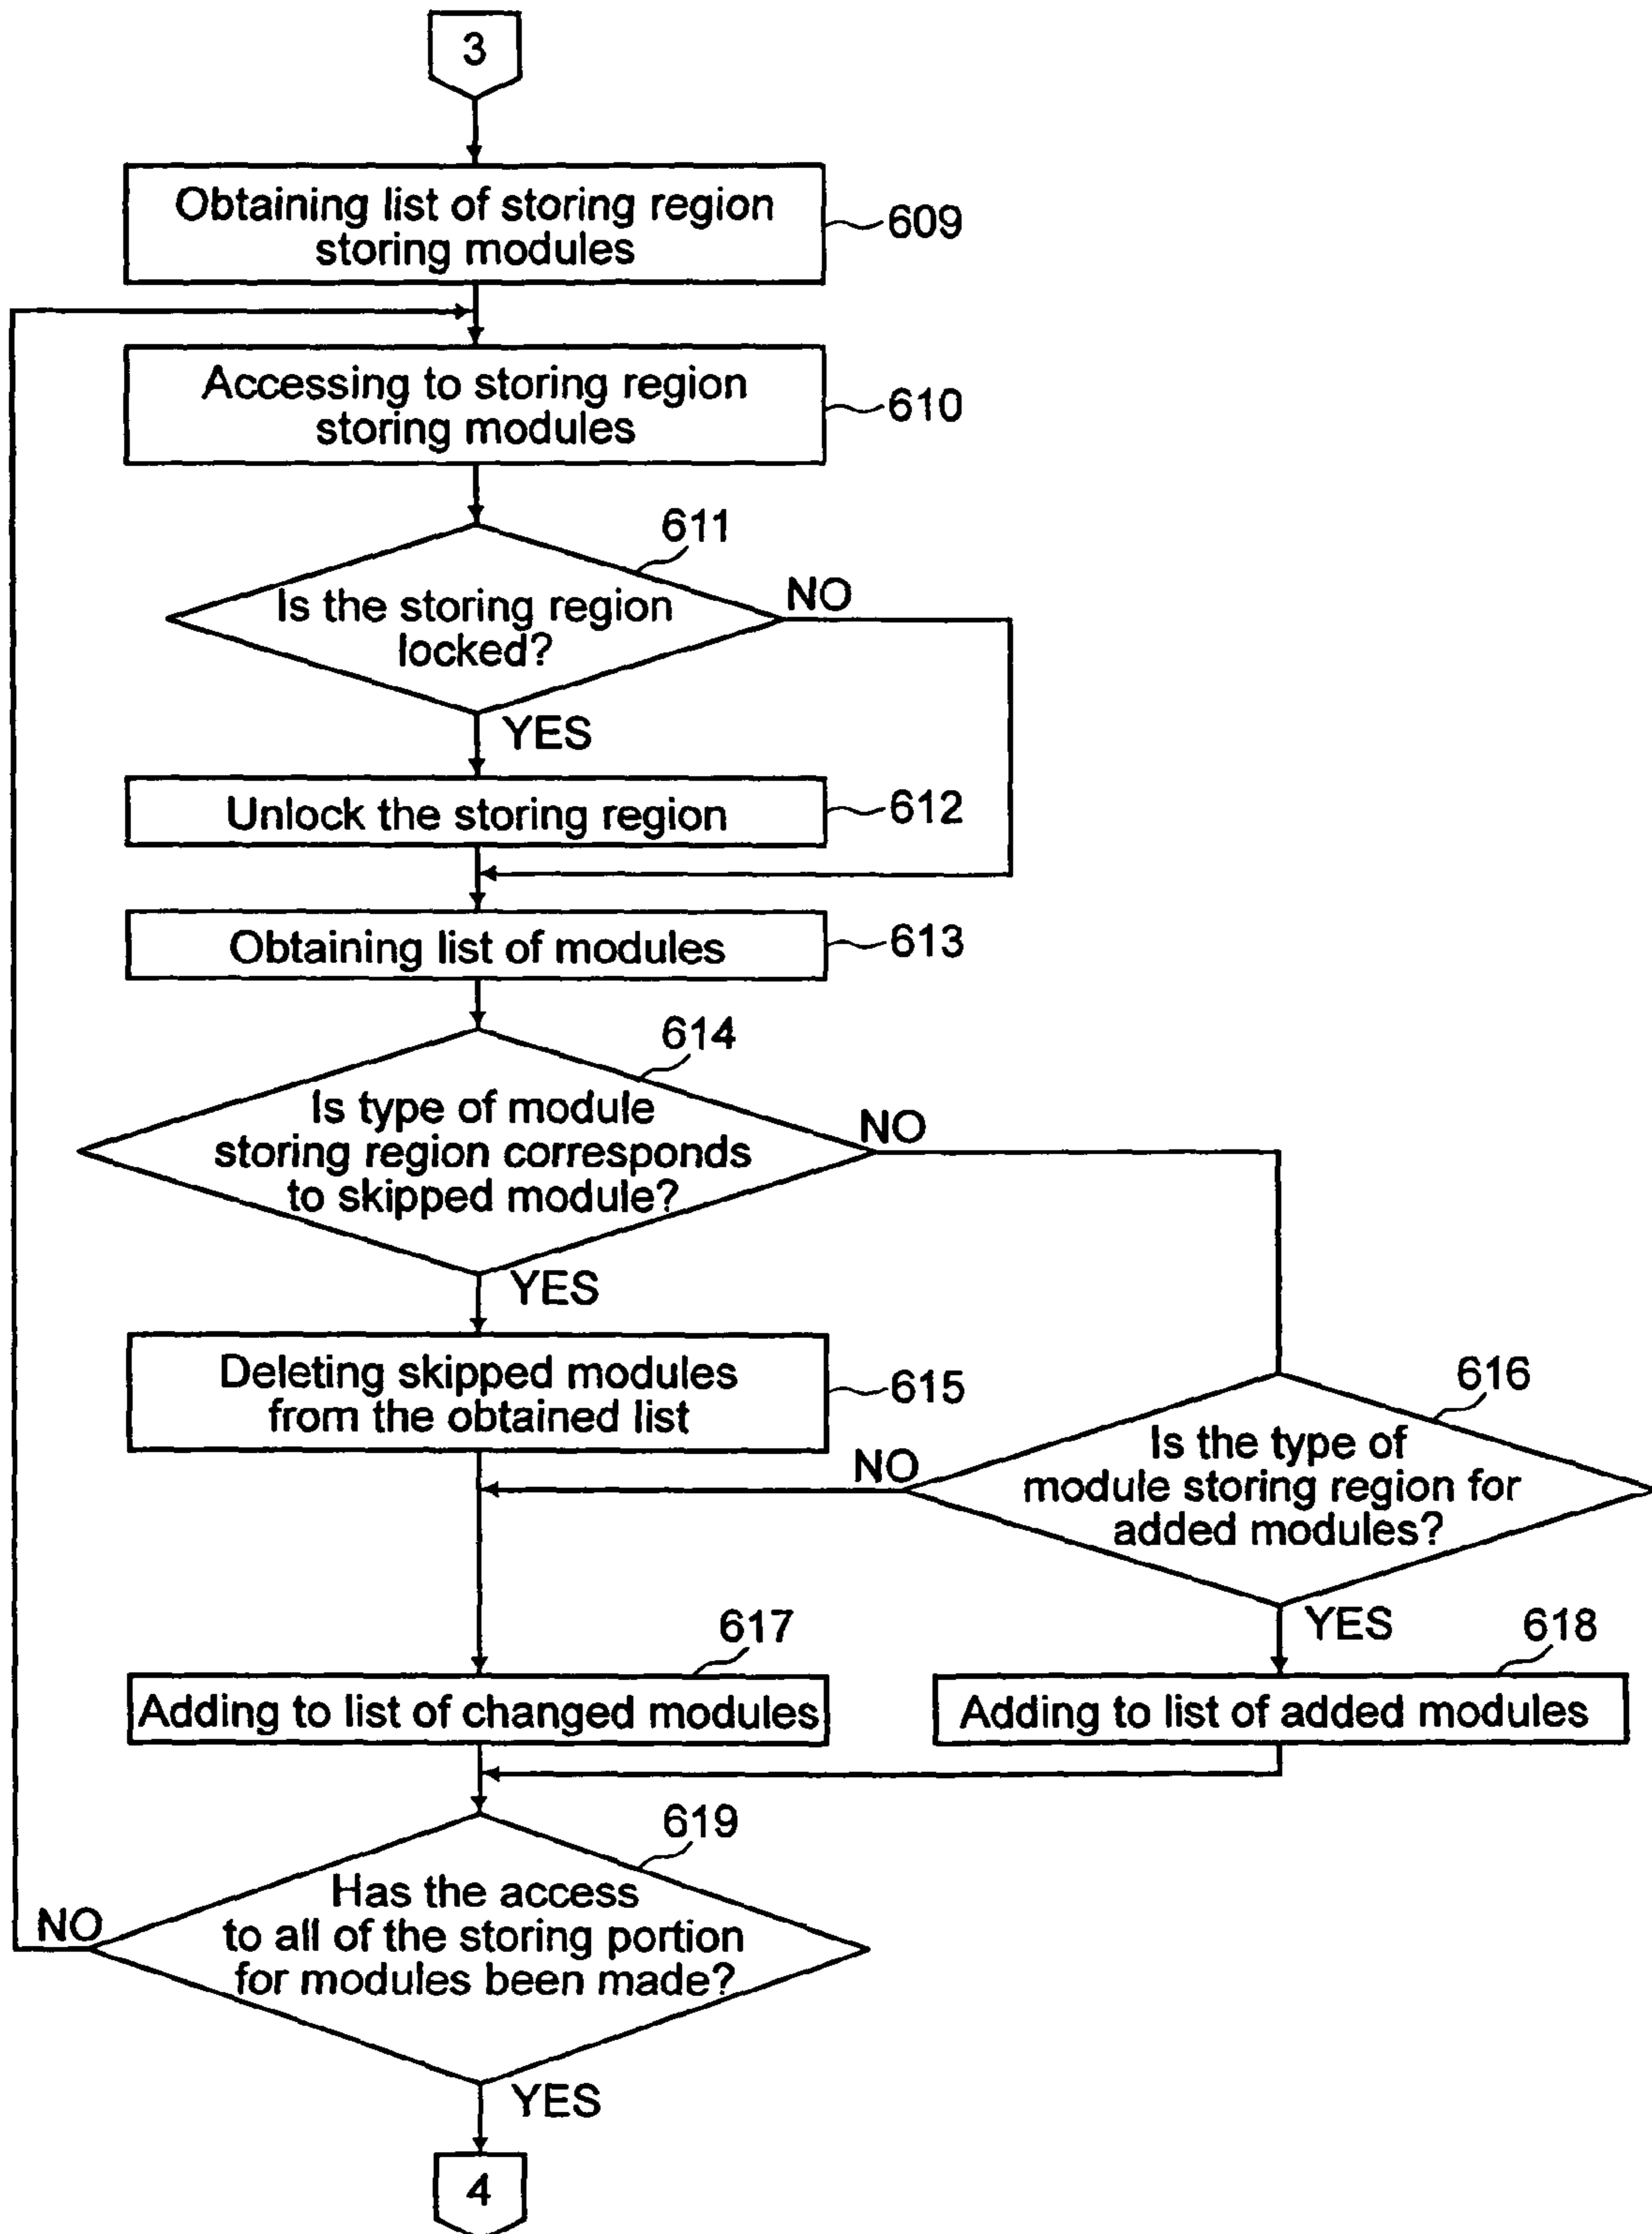 3
Obtaining list of storing region
storing modules
609
Accessing to storing region
storing modules
610
611
Is the storing region
locked?
NO
YES
Unlock the storing region
612
Obtaining list of modules
613
614
Is type of module
storing region corresponds
to skipped module?
NO
YES
Deleting skipped modules
from the obtained list
615
616
Is the type of
module storing region for
added modules?
NO
YES
617
Adding to list of changed modules
618
Adding to list of added modules
619
Has the access
to all of the storing portion
for modules been made?
NO
YES
4